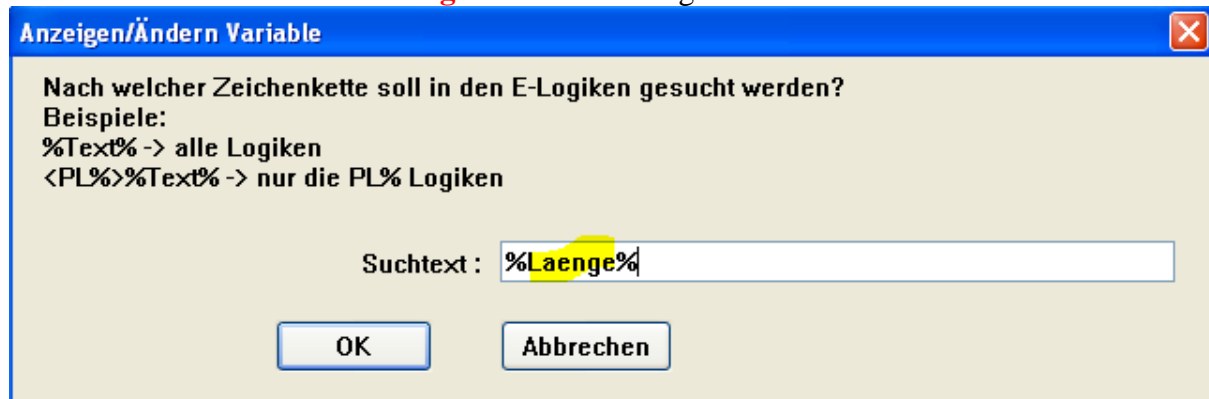 Anzeigen/Ändern Variable
Nach welcher Zeichenkette soll in den E-Logiken gesucht werden?
Beispiele:
%Text% -> alle Logiken
<PL%>%Text% -> nur die PL% Logiken
Suchtext : %Laenge%
OK Abbrechen